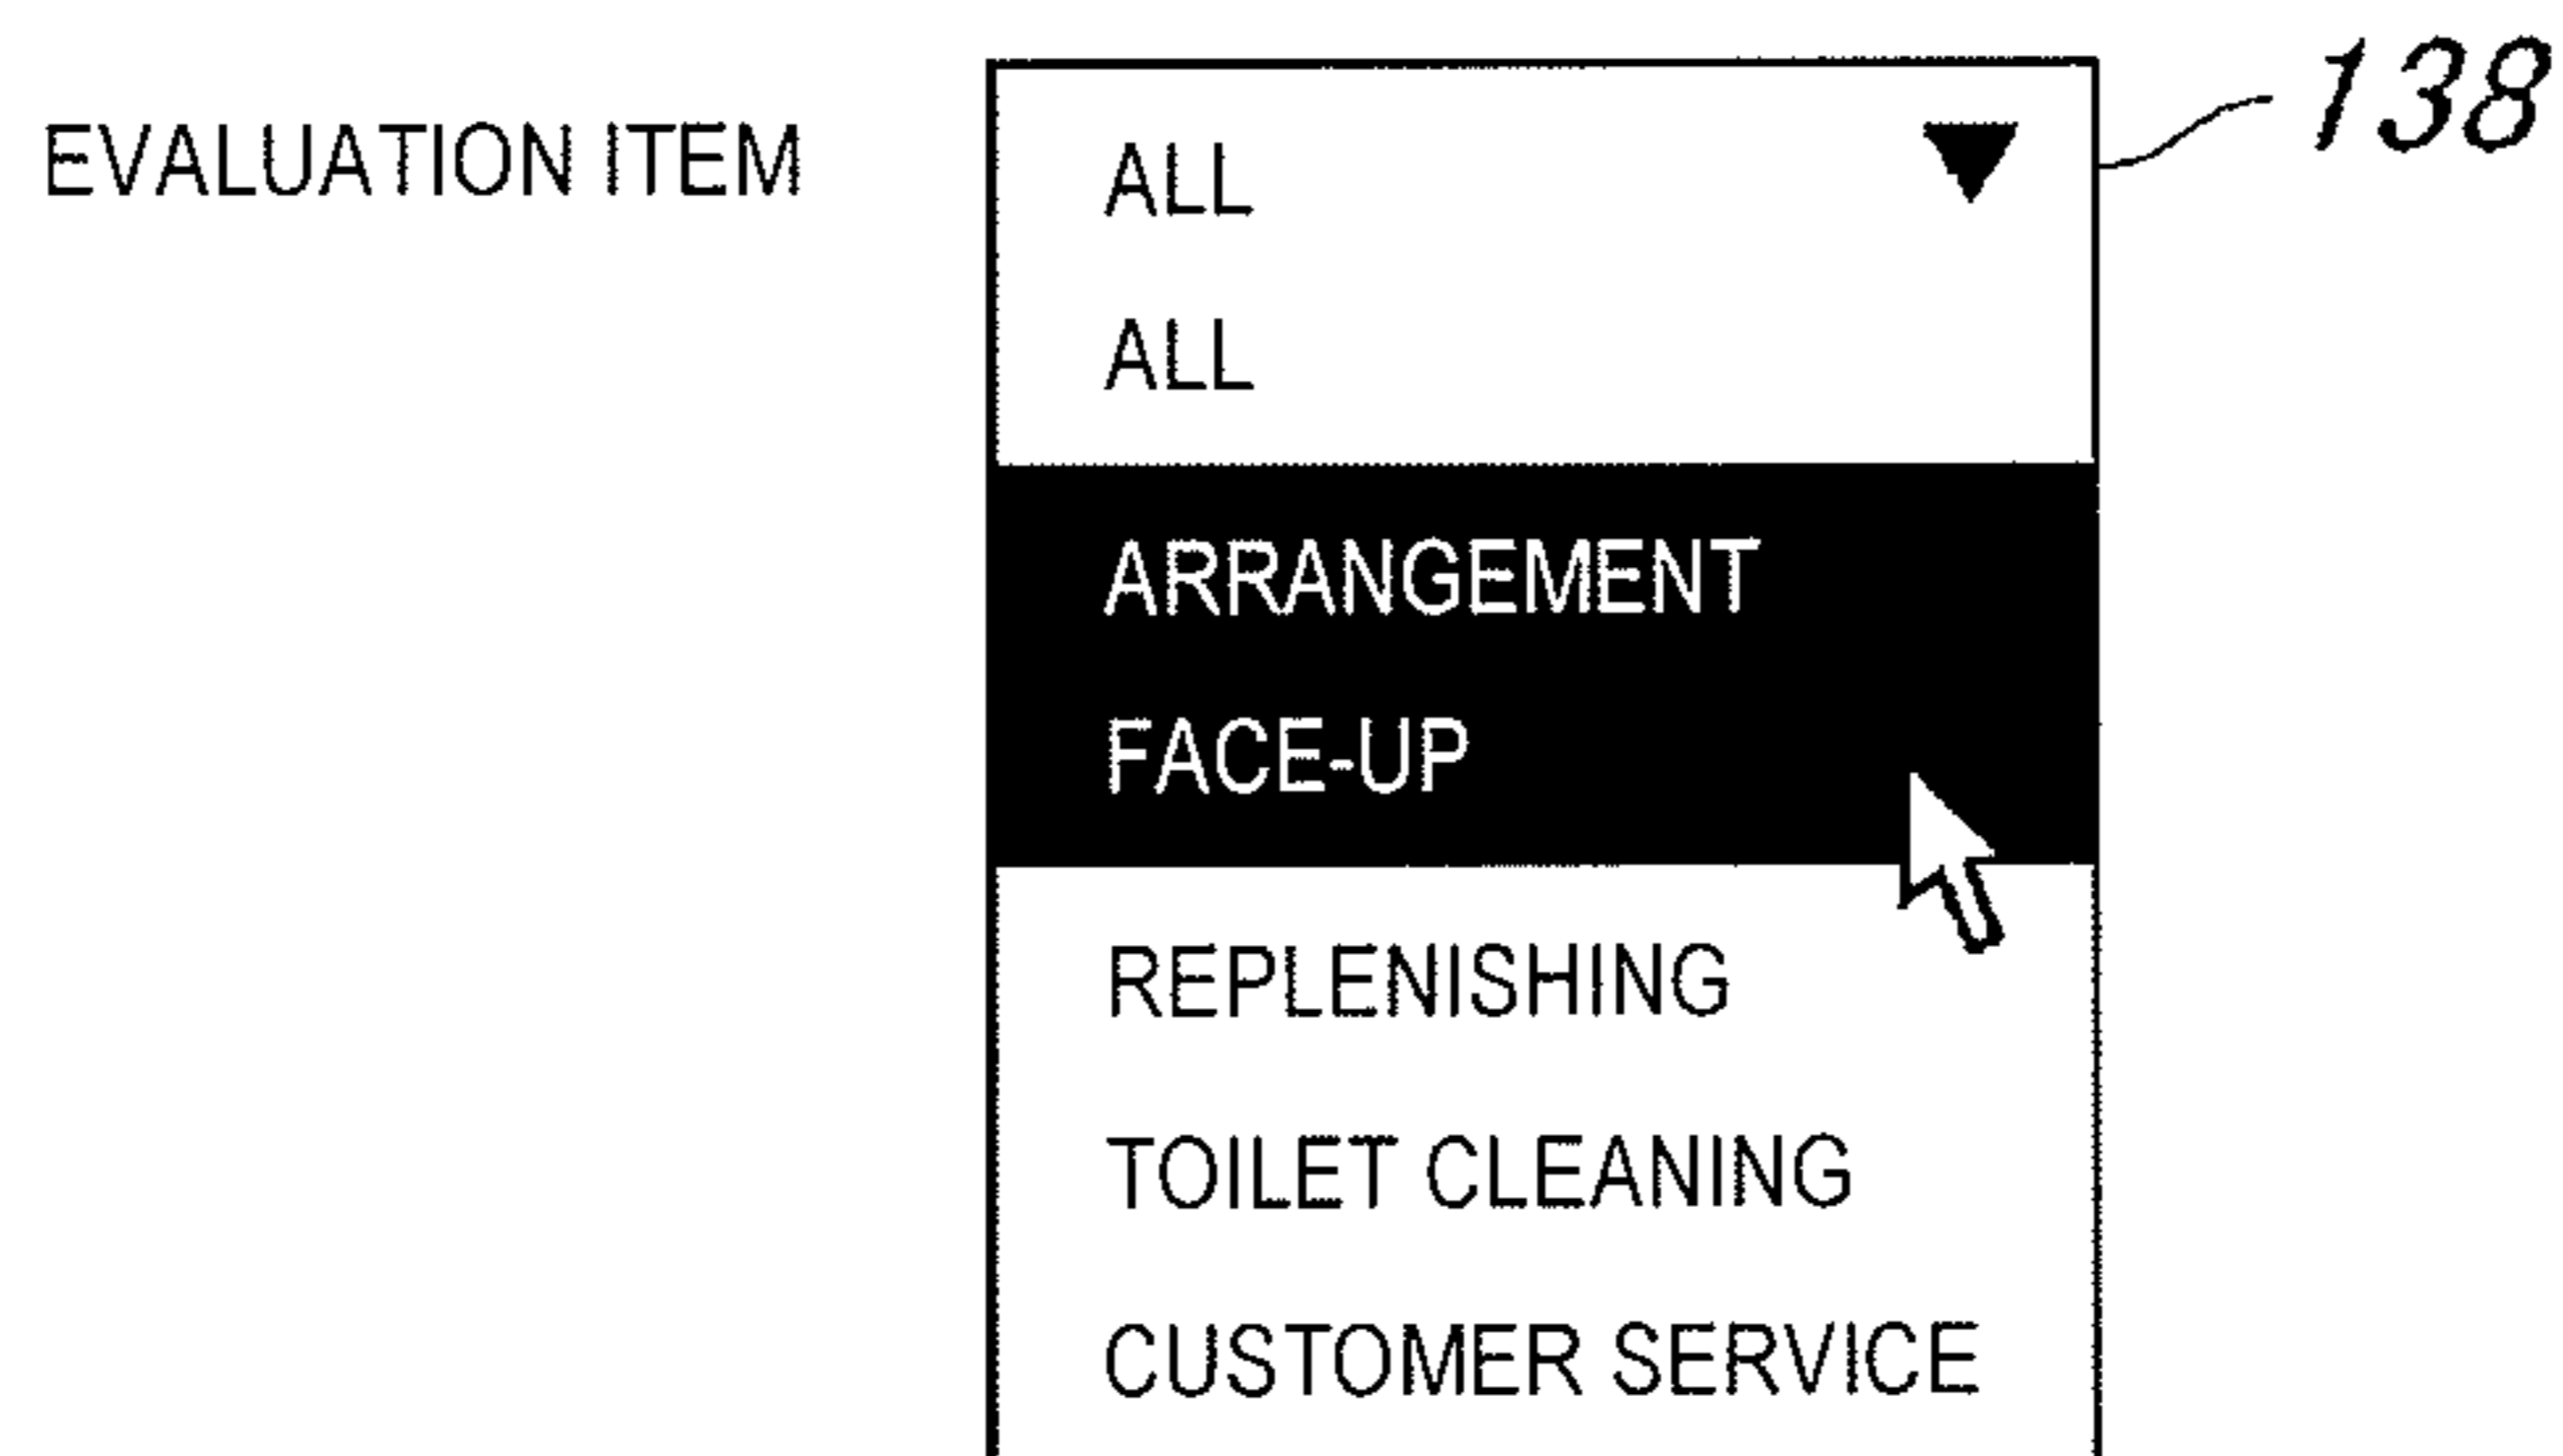 EVALUATION ITEM
ALL
138
ALL
ARRANGEMENT
FACE-UP
REPLENISHING
TOILET CLEANING
CUSTOMER SERVICE